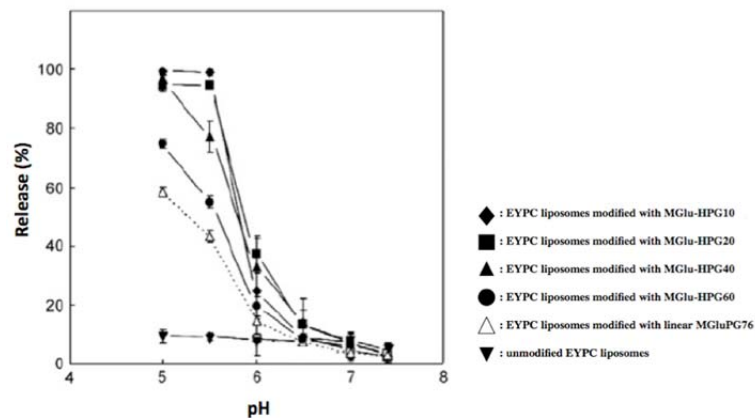 100
80
60
40
20
0
Release (%)
4
5
6
7
8
pH
: EYPC liposomes modified with MGlu-HPG10
: EYPC liposomes modified with MGlu-HPG20
: EYPC liposomes modified with MGlu-HPG40
: EYPC liposomes modified with MGlu-HPG60
: EYPC liposomes modified with linear MGluPG76
: unmodified EYPC liposomes